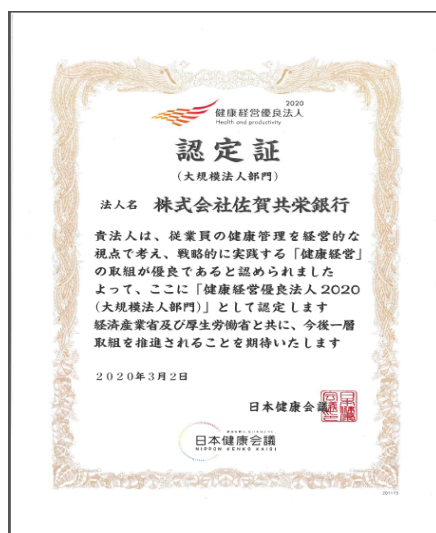 2020
健康経営優良法人
Health and productivity
認定証
(大規模法人部門)
法人名 株式会社佐賀共栄銀行
貴法人は、従業員の健康管理を経営的な
視点で考え、戦略的に実践する「健康経営」
の取組が優良であると認められました
よって、ここに「健康経営優良法人2020
(大規模法人部門)」として認定します
経済産業省及び厚生労働省と共に、今後一層
取組を推進されることを期待いたします
2020年3月2日
日本健康会議
日本健康会議
NIPPON KENKO KAIGI